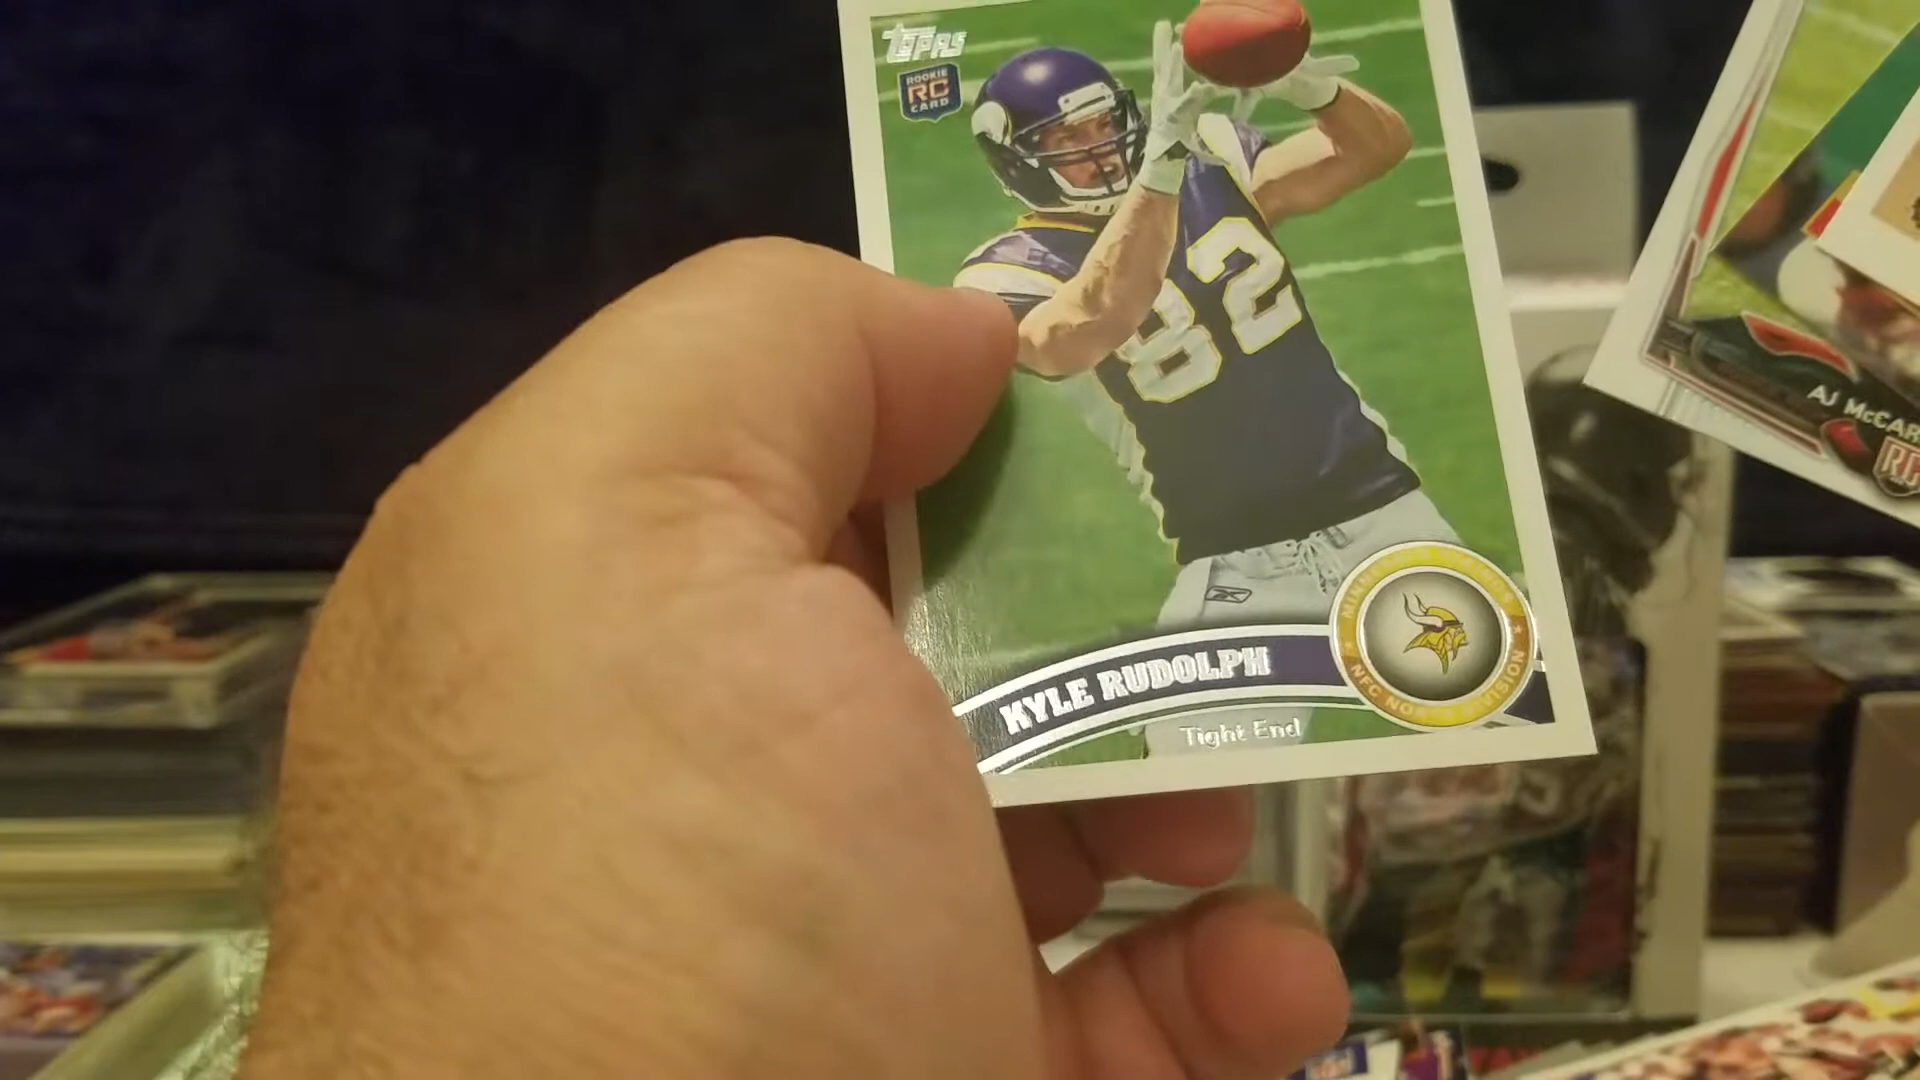 TOPPS
ROOKIE
RC
CARD
82
KYLE RUDOLPH
Tight End
NFC NORTH DIVISION
AJ McCAR